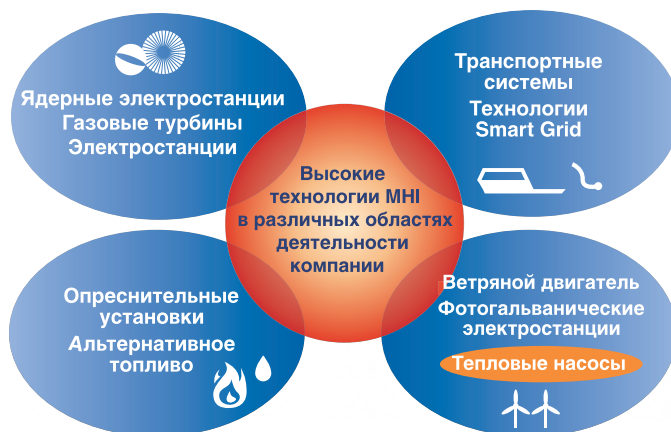 Ядерные электростанции
Газовые турбины
Электростанции
Транспортные
системы
Технологии
Smart Grid
Высокие
технологии MHI
в различных областях
деятельности
компании
Опреснительные
установки
Альтернативное
топливо
Ветряной двигатель
Фотогальванические
электростанции
Тепловые насосы